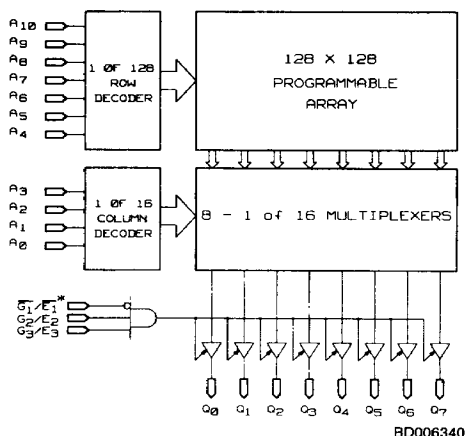 A10
A9
A8
A7
A6
A5
A4
1 OF 128
ROW
DECODER
128 X 128
PROGRAMMABLE
ARRAY
A3
A2
A1
A0
1 OF 16
COLUMN
DECODER
8 - 1 of 16 MULTIPLEXERS
G̅1̅/E̅1̅*
G2/E2
G3/E3
Q0 Q1 Q2 Q3 Q4 Q5 Q6 Q7
BD006340